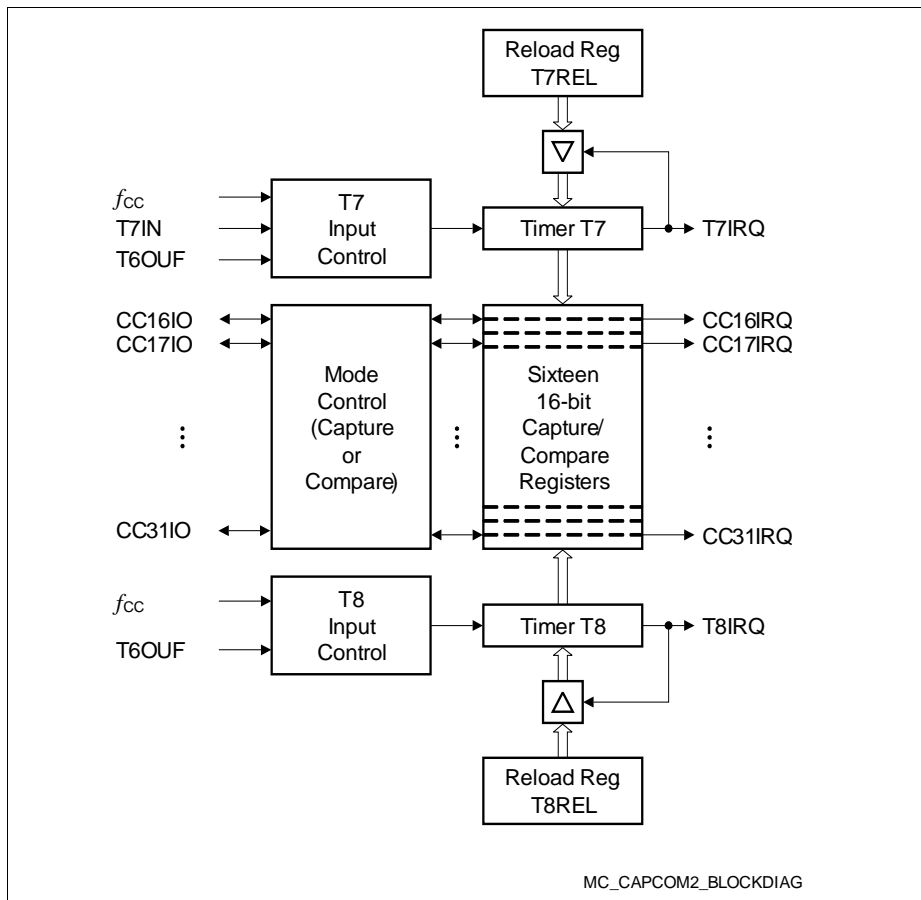 Reload Reg.
T7REL
fCC
T7IN
T6OUF
T7
Input
Control
Timer T7
T7IRQ
CC16IO
CC17IO
CC31IO
Mode
Control
(Capture
or
Compare)
Sixteen
16-bit
Capture/
Compare
Registers
CC16IRQ
CC17IRQ
CC31IRQ
fCC
T6OUF
T8
Input
Control
Timer T8
T8IRQ
Reload Reg.
T8REL
MC_CAPCOM2_BLOCKDIAG